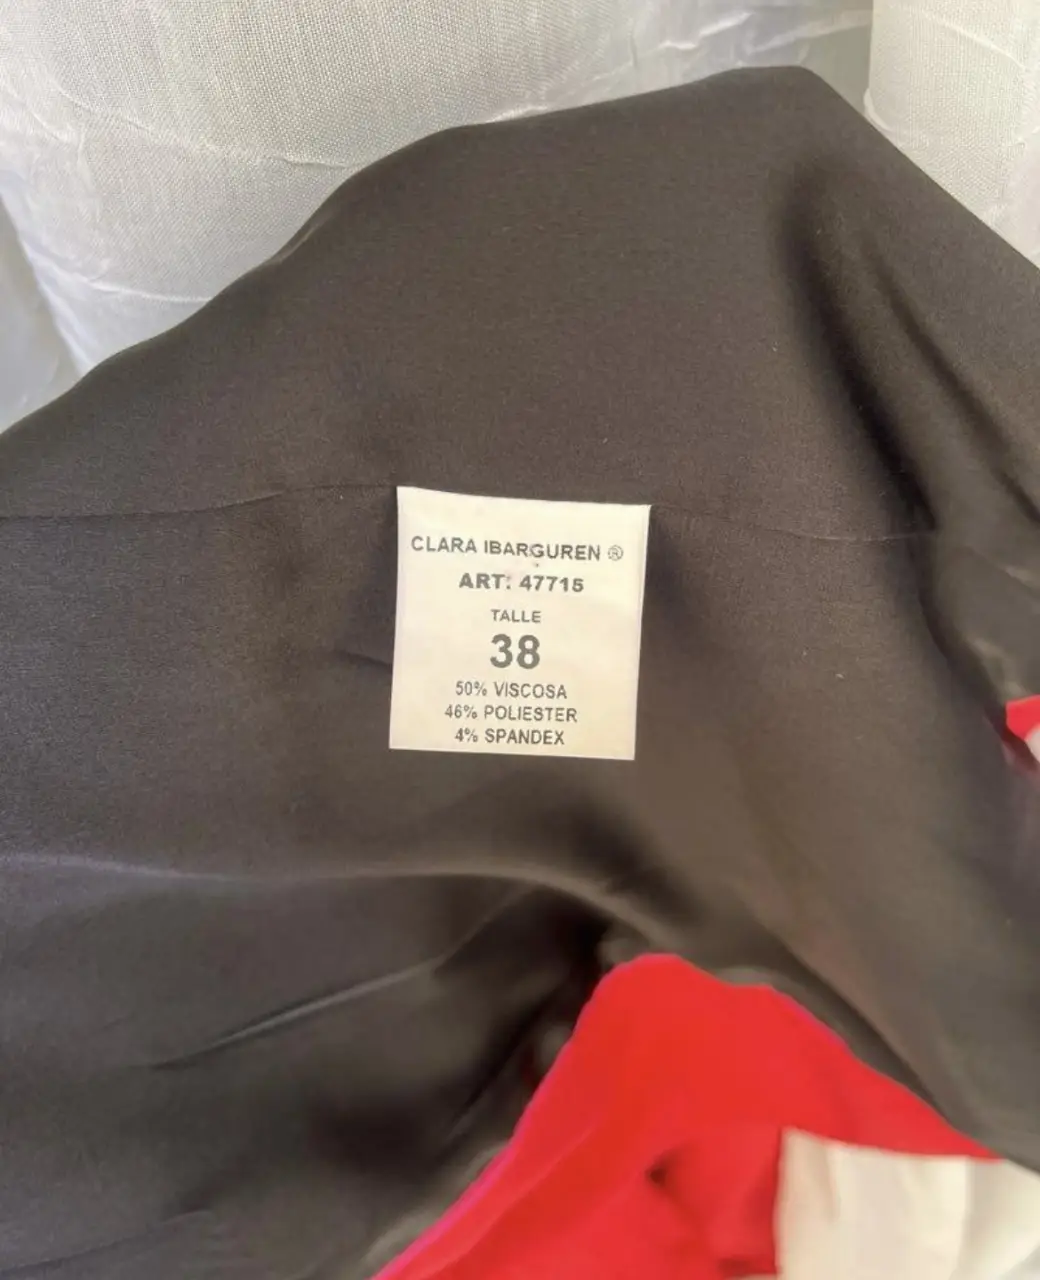 CLARA IBARGUREN ®
ART: 47715
TALLE
38
50% VISCOSA
46% POLIESTER
4% SPANDEX